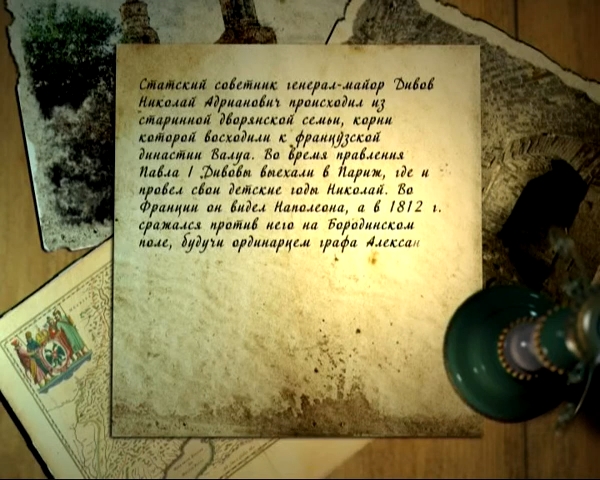 Статский советник генерал-майор Дивов
Николай Адрианович происходил из
старинной дворянской семьи, корни
которой восходили к французской
династии Валуа. Во время правления
Павла I Дивовы выехали в Париж, где и
провел свои детские годы Николай. Во
Франции он видел Наполеона, а в 1812 г.
сражался против него на Бородинском
поле, будучи ординарцем графа Алексан